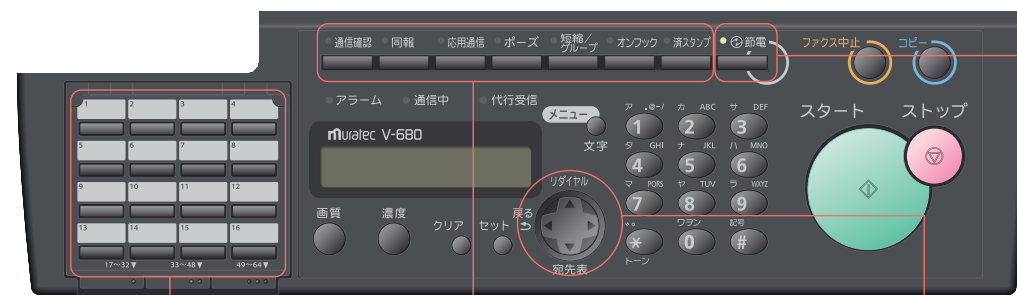 通信確認 同報 応用通信 ポーズ 短縮／グループ オンフック 済スタンプ 節電 ファクス中止 コピー
アラーム 通信中 代行受信
muratec V-680
メニュー
文字
1 2 3 4
5 6 7 8
9 10 11 12
13 14 15 16
17～32▼ 33～48▼ 49～64▼
画質 濃度 クリア セット 戻る
リダイヤル
宛先表
ア .@-/ カ ABC サ DEF
1 2 3
タ GHI ナ JKL ハ MNO
4 5 6
マ PQRS ヤ TUV ラ WXYZ
7 8 9
゛゜ ワヲン 記号
* 0 #
トーン
スタート ストップ